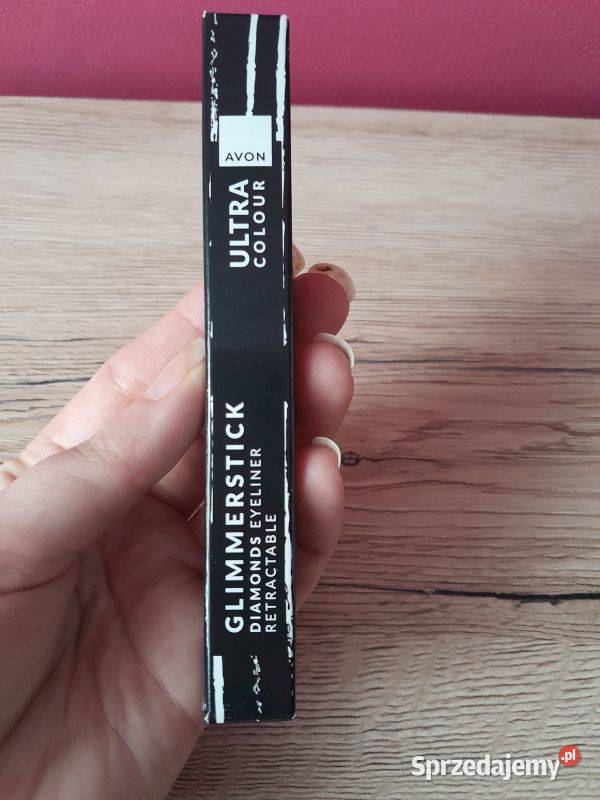 AVON
ULTRA
COLOUR
GLIMMERSTICK
DIAMONDS EYELINER
RETRACTABLE
Sprzedajemy.pl